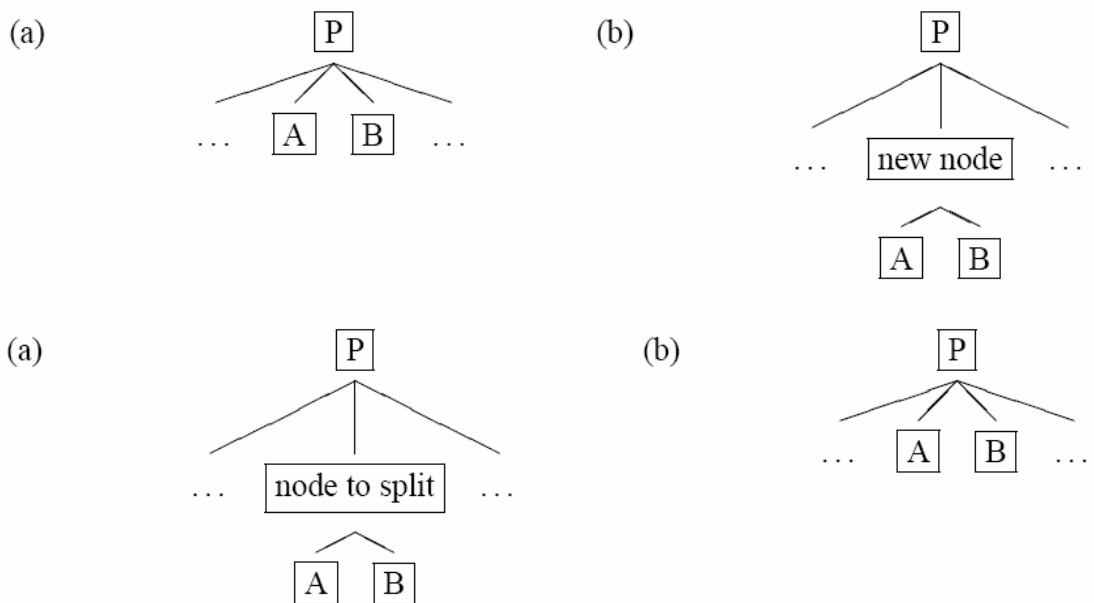 (a) P
... A B ...
(b) P
... new node ...
A B
(a) P
... node to split ...
A B
(b) P
... A B ...